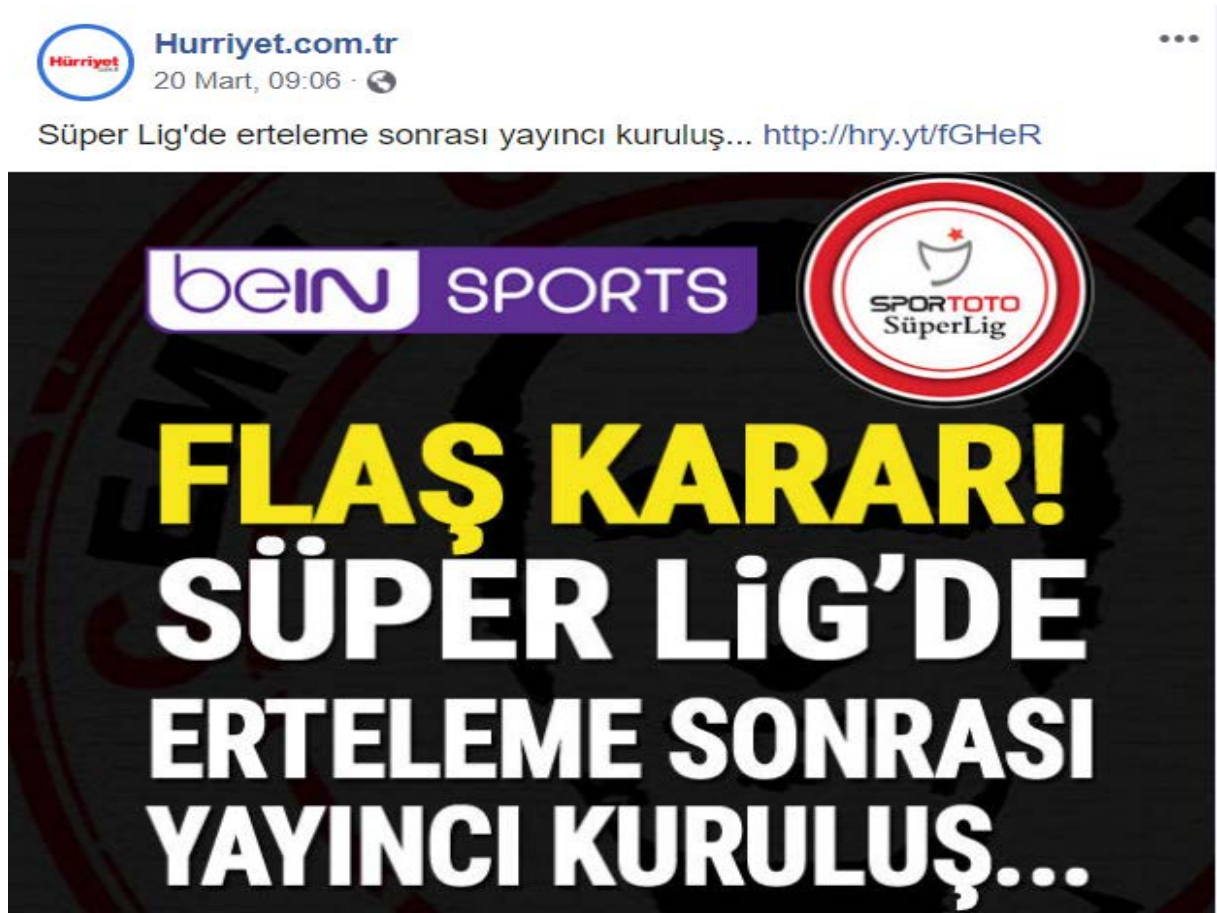 Hürriyet
Hurriyet.com.tr
20 Mart, 09:06
Süper Lig'de erteleme sonrası yayıncı kuruluş... http://hry.yt/fGHeR
beIN SPORTS
SPORTOTO
SüperLig
FLAŞ KARAR!
SÜPER LiG'DE
ERTELEME SONRASI
YAYINCI KURULUŞ...